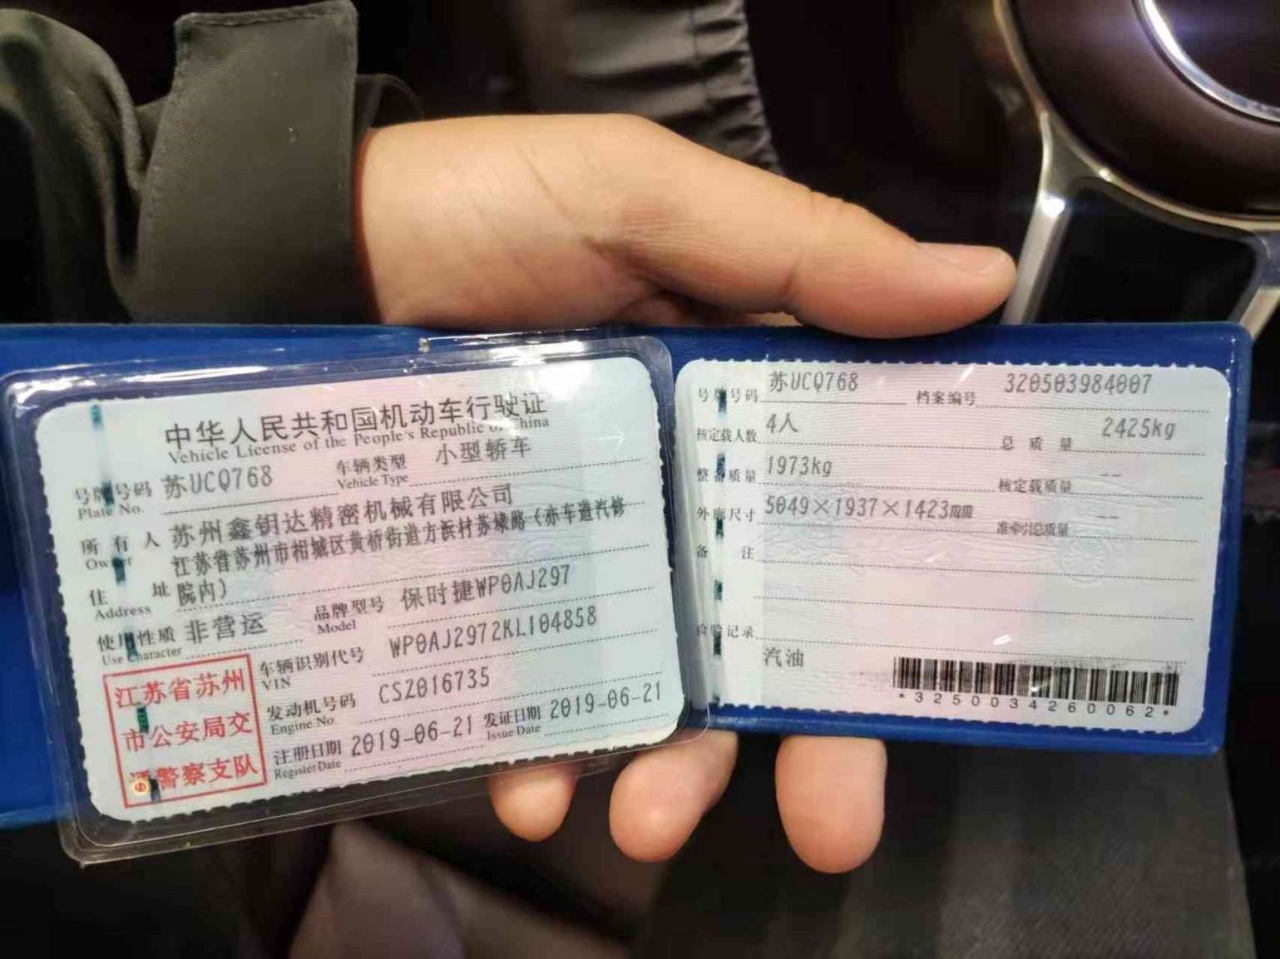 中华人民共和国机动车行驶证
Vehicle License of the People's Republic of China
号牌号码 苏UCQ768 车辆类型 小型轿车
Plate No. Vehicle Type
所有人 苏州鑫钥达精密机械有限公司
Owner
江苏省苏州市相城区黄桥街道方浜村苏埭路(赤车道汽修
住址 院内)
Address
使用性质 非营运 品牌型号 保时捷WP0AJ297
Use Character Model
车辆识别代号 WP0AJ2972KL104858
VIN
发动机号码 CSZ016735
Engine No.
注册日期 2019-06-21 发证日期 2019-06-21
Register Date Issue Date
江苏省苏州
市公安局交
通警察支队
号牌号码 苏UCQ768 档案编号 320503984007
核定载人数 4人 总质量 2425kg
整备质量 1973kg 核定载质量 --
外廓尺寸 5049×1937×1423mm 准牵引总质量 --
备注
检验记录
汽油
*3250034260062*